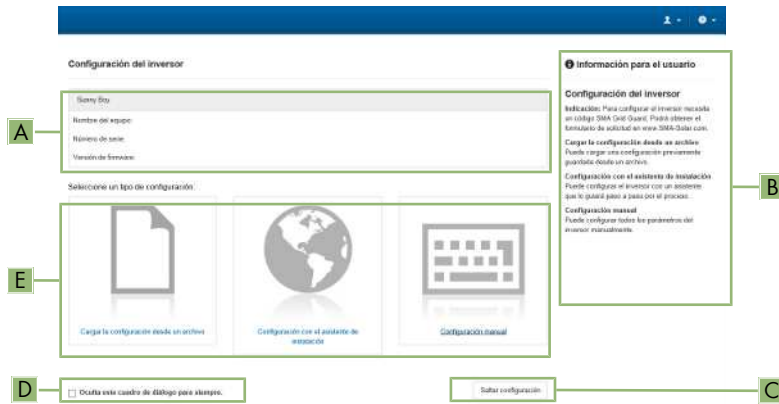 Configuración del inversor
Sunny Boy
Nombre del equipo:
Número de serie:
Versión de firmware:
A
Seleccione un tipo de configuración:
E
Cargar la configuración desde un archivo
Configuración con el asistente de
instalación
Configuración manual
D
Oculta este cuadro de diálogo para siempre.
Saltar configuración
C
Información para el usuario
Configuración del inversor
Indicación: Para configurar el inversor necesita
un código SMA Grid Guard. Podrá obtener el
formulario de solicitud en www.SMA-Solar.com.
Cargar la configuración desde un archivo
Puede cargar una configuración previamente
guardada desde un archivo.
Configuración con el asistente de instalación
Puede configurar el inversor con un asistente
que lo guiará paso a paso por el proceso.
Configuración manual
Puede configurar todos los parámetros del
inversor manualmente.
B